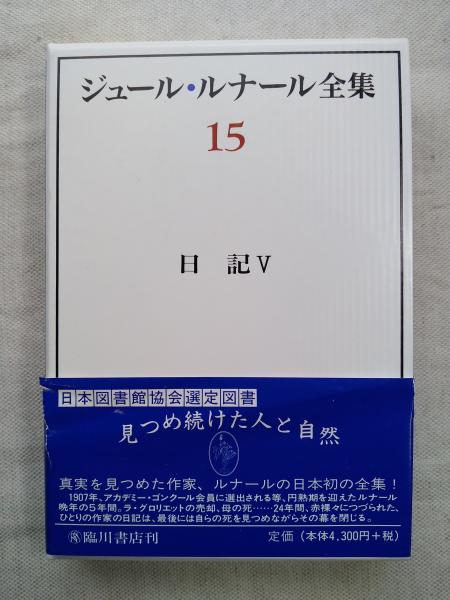 ジュール・ルナール全集
15
日記 V
日本図書館協会選定図書
見つめ続けた人と自然
真実を見つめた作家、ルナールの日本初の全集!
1907年、アカデミー・ゴンクール会員に選出される等、円熟期を迎えたルナール
晩年の5年間。ラ・グロリエットの売却、母の死……24年間、赤裸々につづられた、
ひとりの作家の日記は、最後には自らの死を見つめながらその幕を閉じる。
臨川書店刊
定価(本体4,300円+税)